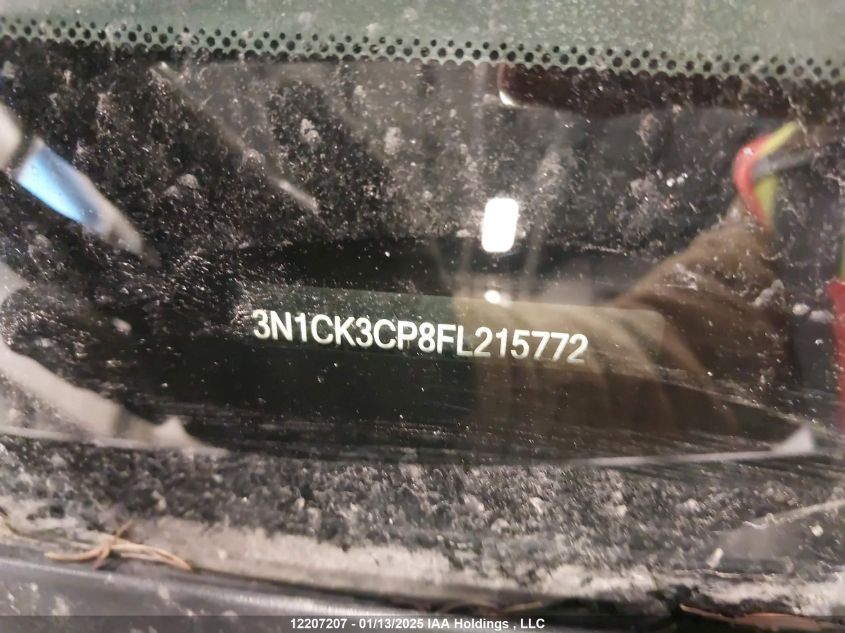 3N1CK3CP8FL215772
12207207 - 01/13/2025 IAA Holdings , LLC